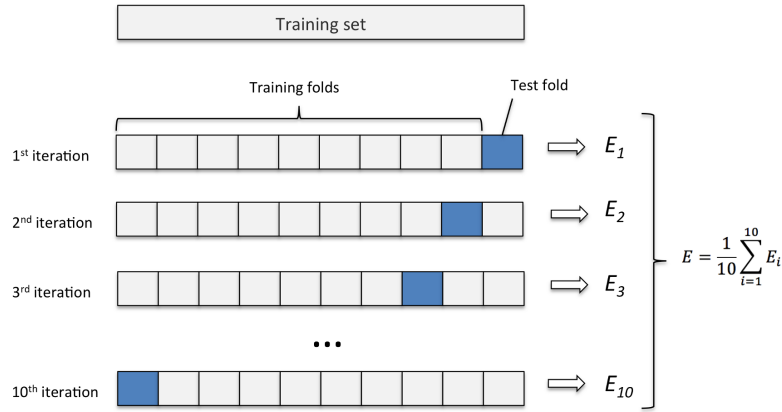 Training set
Training folds
Test fold
1st iteration
E1
2nd iteration
E2
3rd iteration
E3
E = 1/10 10∑i=1 Ei
...
10th iteration
E10